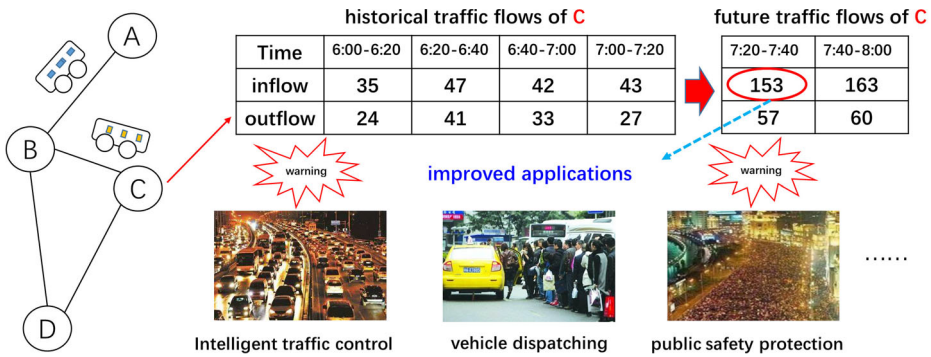 A
B
C
D
historical traffic flows of C
Time 6:00-6:20 6:20-6:40 6:40-7:00 7:00-7:20
inflow 35 47 42 43
outflow 24 41 33 27
future traffic flows of C
7:20-7:40 7:40-8:00
153 163
57 60
warning
improved applications
warning
······
Intelligent traffic control
vehicle dispatching
public safety protection